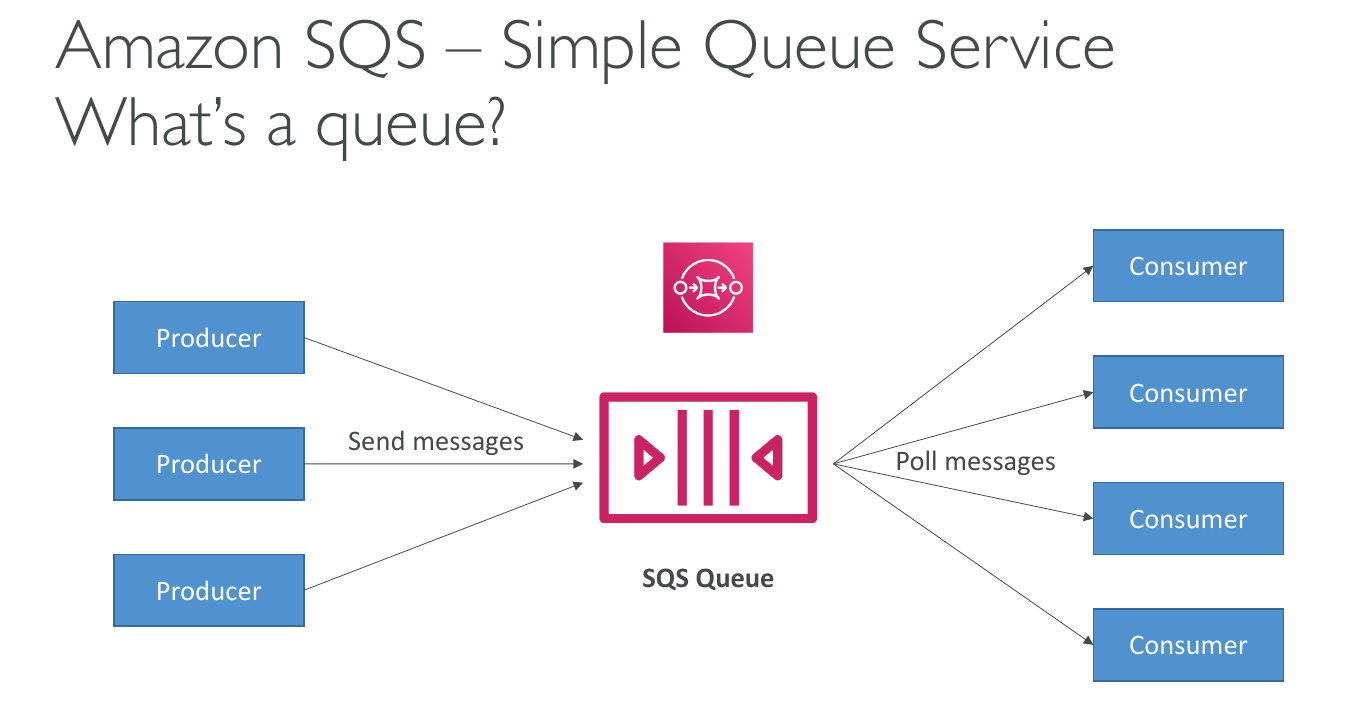 Amazon SQS – Simple Queue Service
What’s a queue?
Producer
Producer
Producer
Send messages
SQS Queue
Poll messages
Consumer
Consumer
Consumer
Consumer